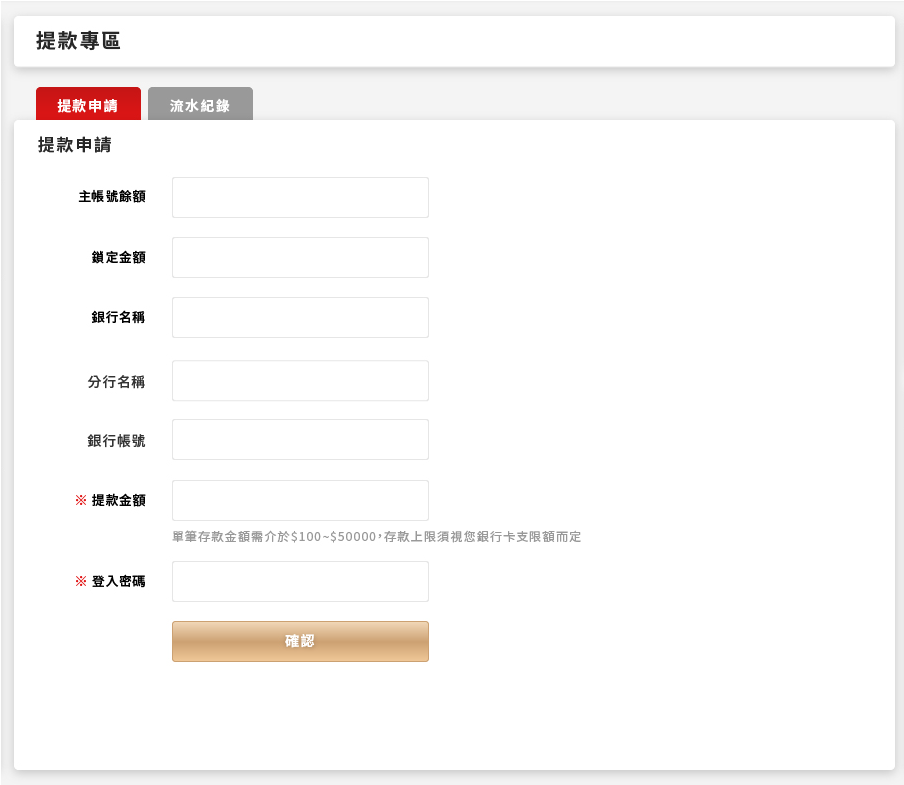 提款專區
提款申請 流水紀錄
提款申請
主帳號餘額
鎖定金額
銀行名稱
分行名稱
銀行帳號
※ 提款金額
單筆存款金額需介於$100~$50000，存款上限須視您銀行卡支限額而定
※ 登入密碼
確認